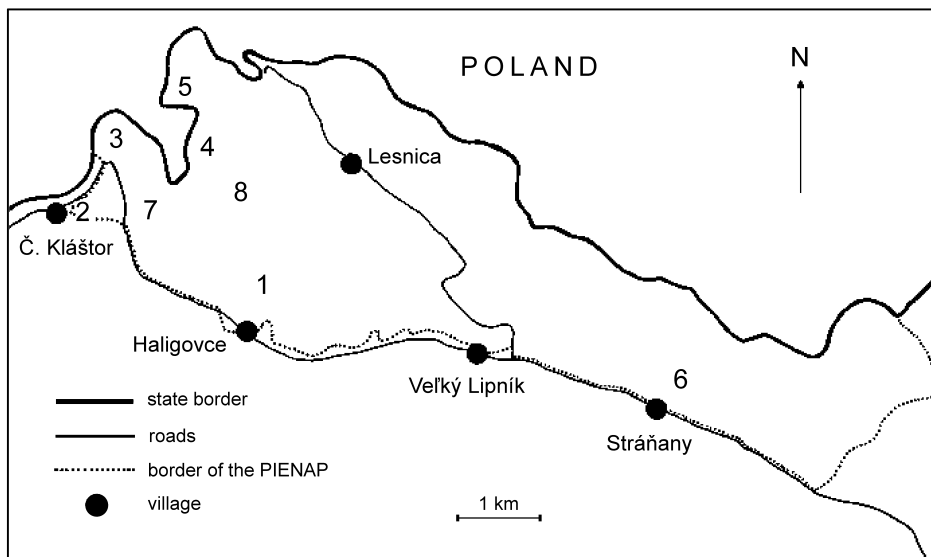 POLAND
N
5
3
4
Lesnica
8
2
7
Č. Kláštor
1
Haligovce
Veľký Lipník
6
Stráňany
state border
roads
border of the PIENAP
village
1 km